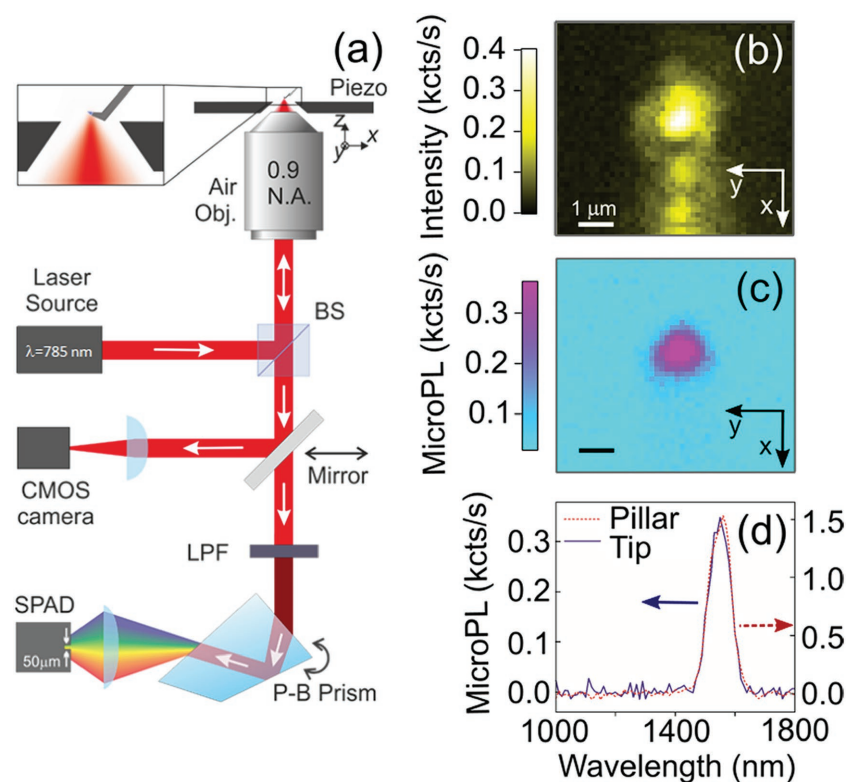 (a)
Piezo
z
x
y
Air
Obj.
0.9
N.A.
Laser
Source
λ=785 nm
BS
CMOS
camera
Mirror
LPF
SPAD
50μm
P-B Prism
(b)
Intensity (kcts/s)
0.4
0.3
0.2
0.1
0.0
1 μm
y
x
(c)
MicroPL (kcts/s)
0.3
0.2
0.1
y
x
(d)
Pillar
Tip
MicroPL (kcts/s)
0.3
0.2
0.1
0.0
1.5
1.0
0.5
0.0
1000
1400
1800
Wavelength (nm)